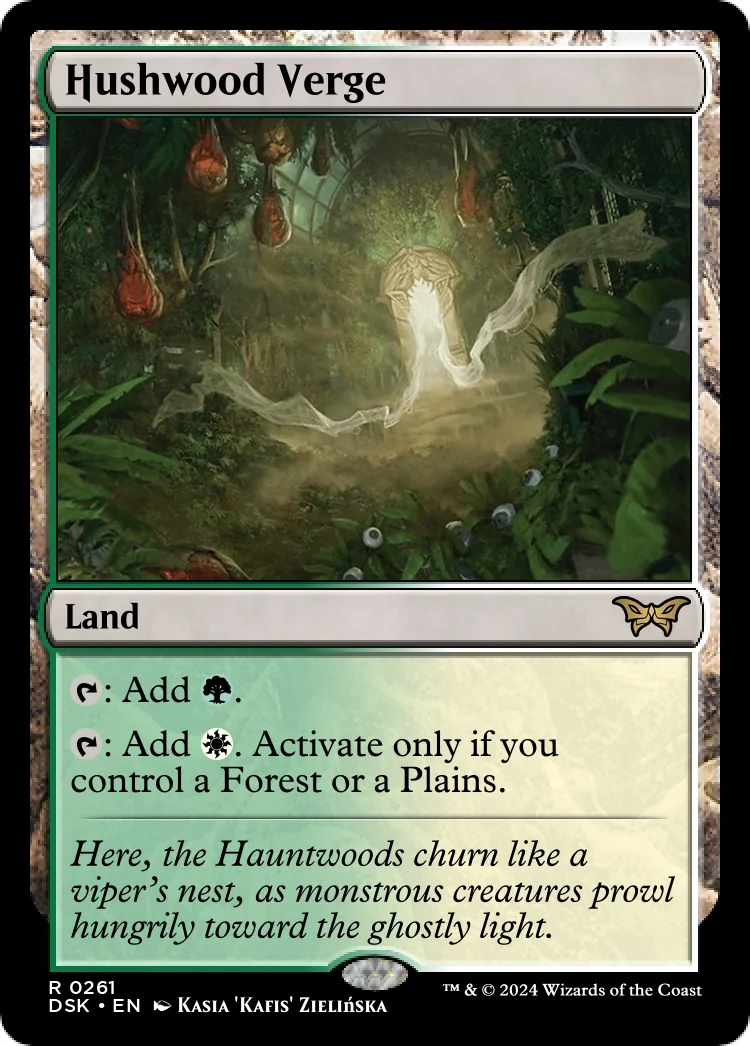 Hushwood Verge
Land
: Add .
: Add . Activate only if you
control a Forest or a Plains.
Here, the Hauntwoods churn like a
viper's nest, as monstrous creatures prowl
hungrily toward the ghostly light.
R 0261
DSK • EN Kasia 'Kafis' Zielińska
™ & © 2024 Wizards of the Coast